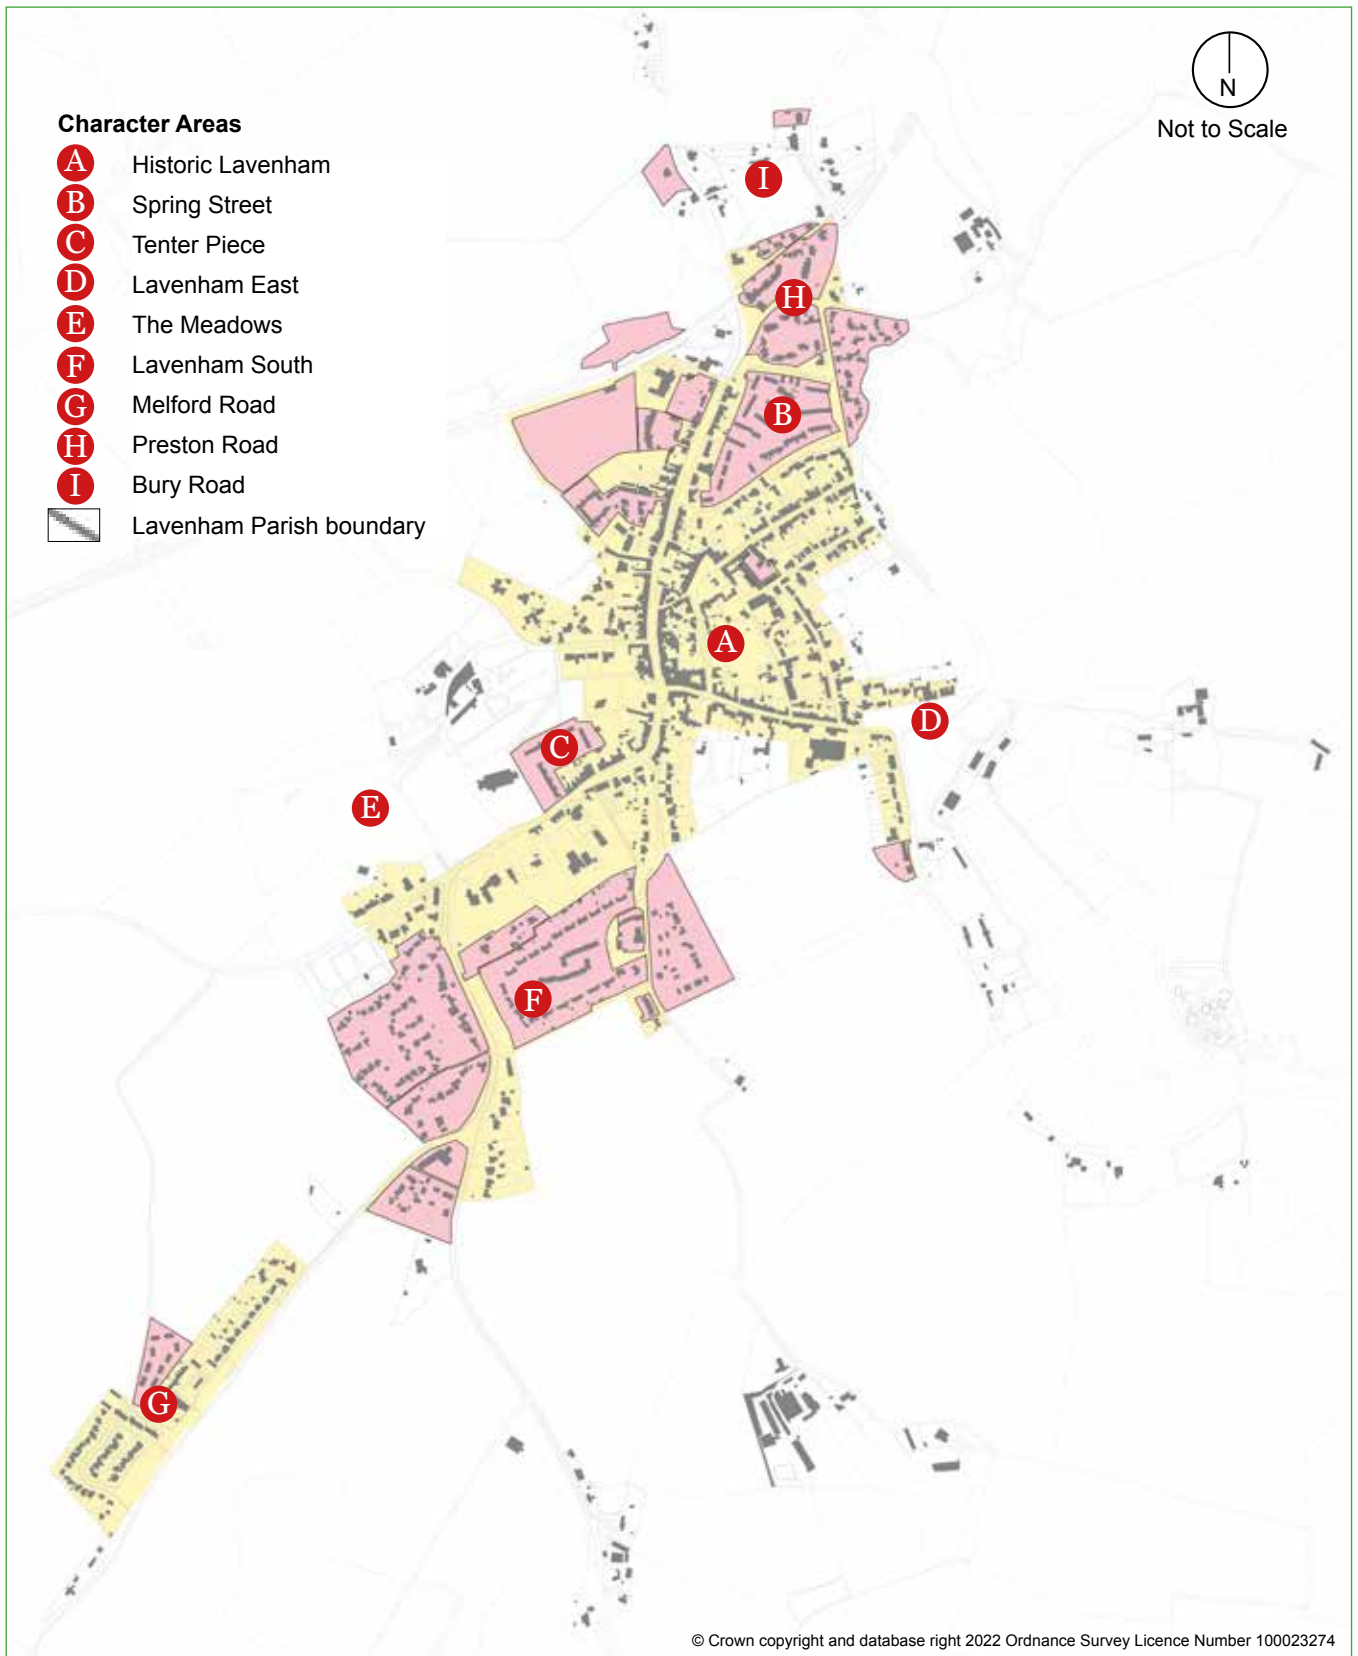 N
Not to Scale
Character Areas
A Historic Lavenham
B Spring Street
C Tenter Piece
D Lavenham East
E The Meadows
F Lavenham South
G Melford Road
H Preston Road
I Bury Road
Lavenham Parish boundary
I
H
B
A
D
C
E
F
G
© Crown copyright and database right 2022 Ordnance Survey Licence Number 100023274